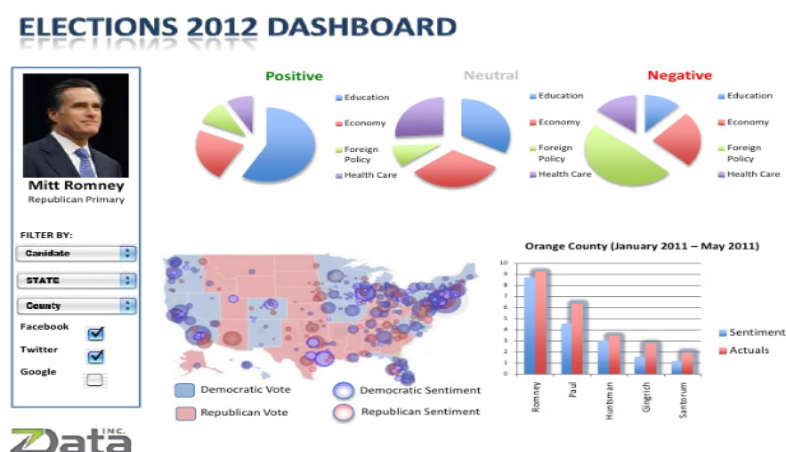 ELECTIONS 2012 DASHBOARD
Mitt Romney
Republican Primary
FILTER BY:
Canidate
STATE
County
Facebook
Twitter
Google
Positive
Education
Economy
Foreign
Policy
Health Care
Neutral
Education
Economy
Foreign
Policy
Health Care
Negative
Education
Economy
Foreign
Policy
Health Care
Democratic Vote
Democratic Sentiment
Republican Vote
Republican Sentiment
Orange County (January 2011 – May 2011)
10
9
8
7
6
5
4
3
2
1
0
Romney
Paul
Huntsman
Gingrich
Santorum
Sentiment
Actuals
ZData
INC.